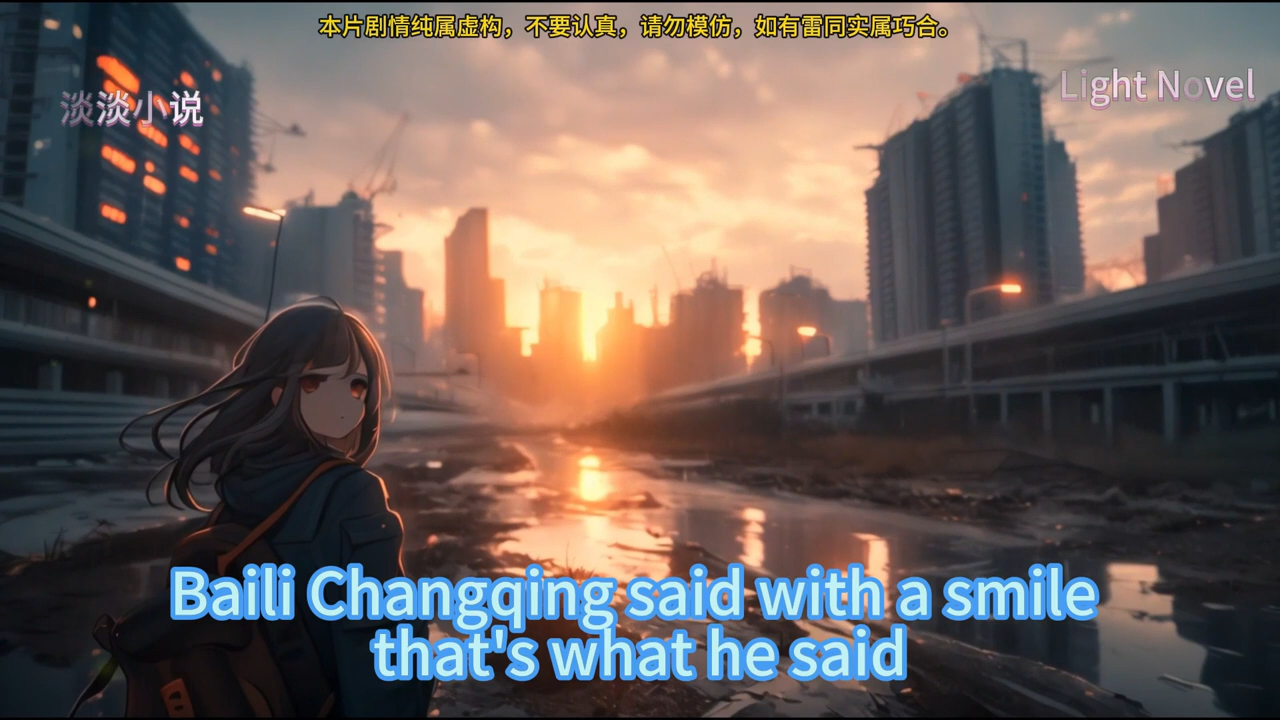 本片剧情纯属虚构，不要认真，请勿模仿，如有雷同实属巧合。
淡淡小说
Light Novel
Baili Changqing said with a smile
that's what he said